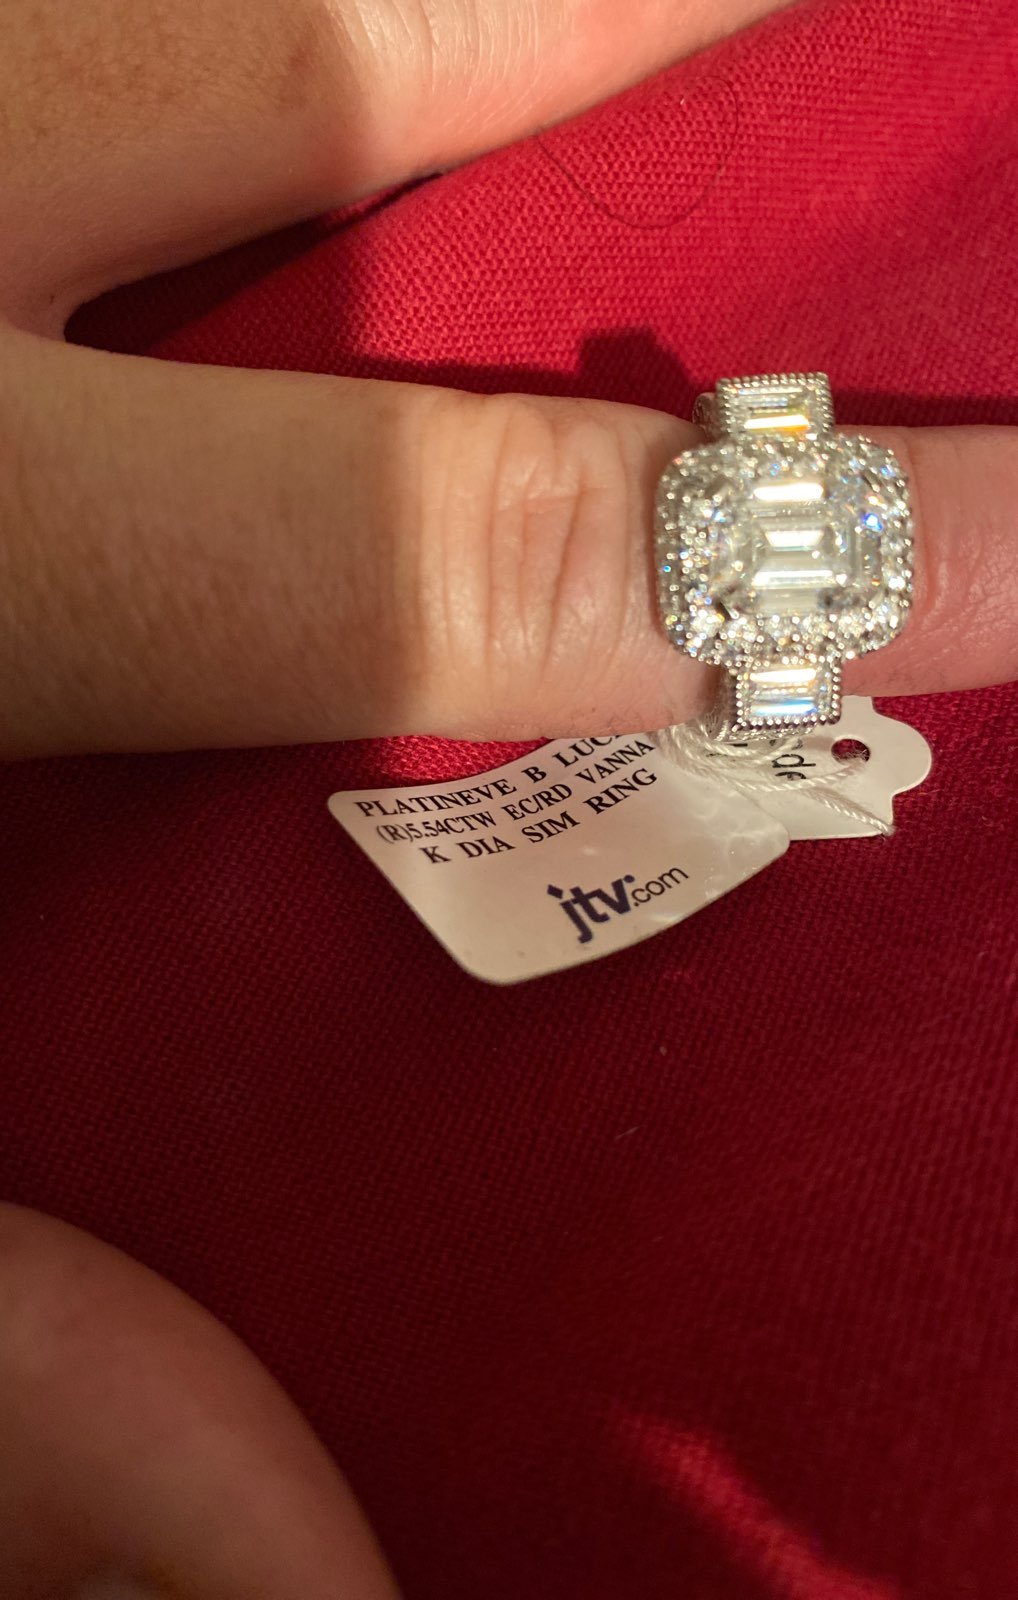 PLATINEVE B LUC
(R)5.54CTW EC/RD VANNA
K DIA SIM RING
jtv.com